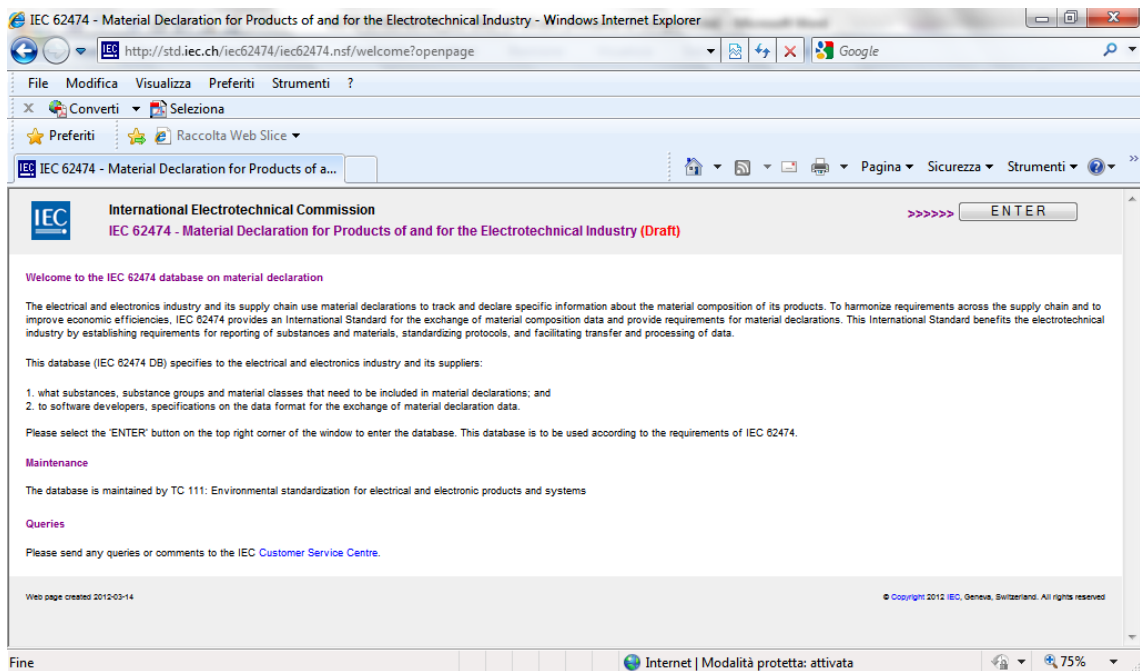 IEC 62474 - Material Declaration for Products of and for the Electrotechnical Industry - Windows Internet Explorer
IEC http://std.iec.ch/iec62474/iec62474.nsf/welcome?openpage
Google
File Modifica Visualizza Preferiti Strumenti ?
x Converti Seleziona
Preferiti Raccolta Web Slice
IEC IEC 62474 - Material Declaration for Products of a...
Pagina Sicurezza Strumenti
IEC
International Electrotechnical Commission
IEC 62474 - Material Declaration for Products of and for the Electrotechnical Industry (Draft)
>>>>>> ENTER
Welcome to the IEC 62474 database on material declaration
The electrical and electronics industry and its supply chain use material declarations to track and declare specific information about the material composition of its products. To harmonize requirements across the supply chain and to
improve economic efficiencies, IEC 62474 provides an International Standard for the exchange of material composition data and provide requirements for material declarations. This International Standard benefits the electrotechnical
industry by establishing requirements for reporting of substances and materials, standardizing protocols, and facilitating transfer and processing of data.
This database (IEC 62474 DB) specifies to the electrical and electronics industry and its suppliers:
1. what substances, substance groups and material classes that need to be included in material declarations; and
2. to software developers, specifications on the data format for the exchange of material declaration data.
Please select the 'ENTER' button on the top right corner of the window to enter the database. This database is to be used according to the requirements of IEC 62474.
Maintenance
The database is maintained by TC 111: Environmental standardization for electrical and electronic products and systems
Queries
Please send any queries or comments to the IEC Customer Service Centre.
Web page created 2012-03-14
© Copyright 2012 IEC, Geneva, Switzerland. All rights reserved
Fine
Internet | Modalità protetta: attivata
75%